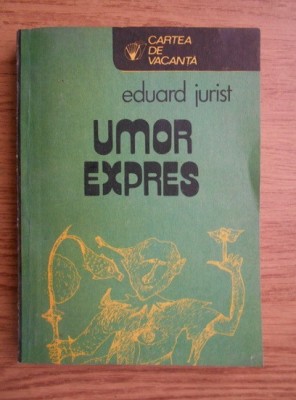 CARTEA
DE
VACANȚĂ
eduard jurist
UMOR
EXPRES